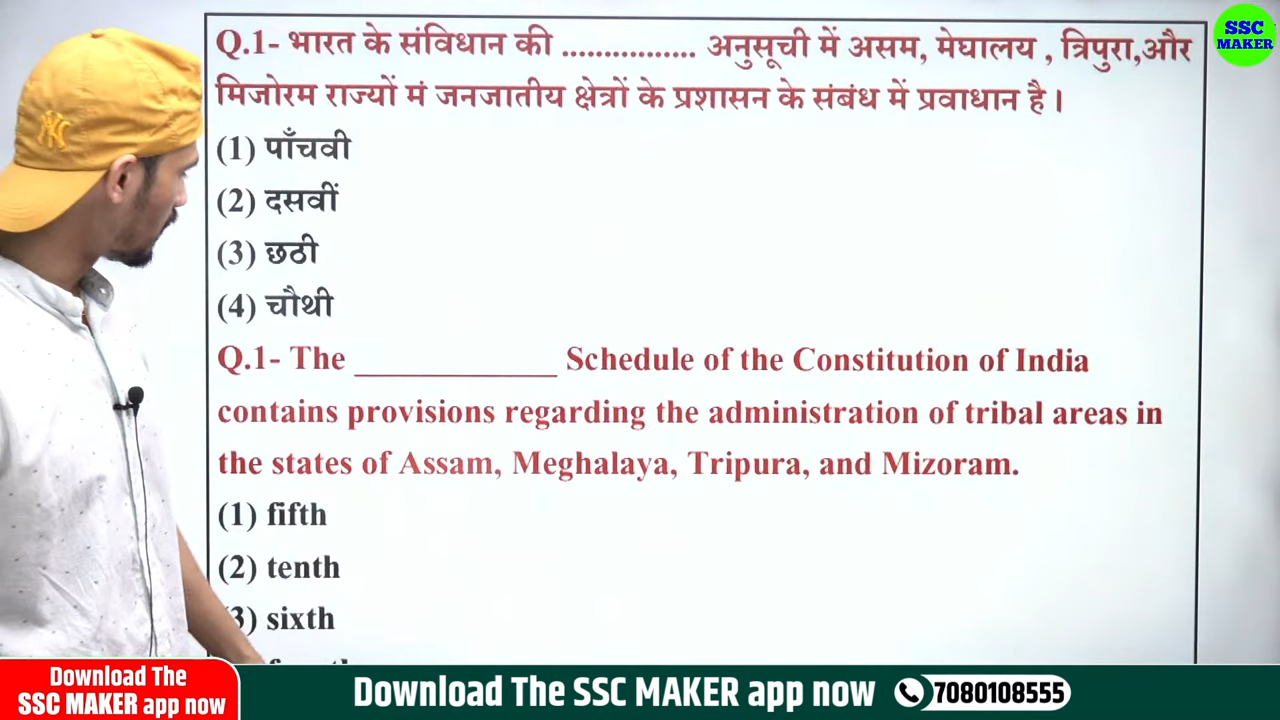 Q.1- भारत के संविधान की ................ अनुसूची में असम, मेघालय , त्रिपुरा,और
मिजोरम राज्यों मं जनजातीय क्षेत्रों के प्रशासन के संबंध में प्रवाधान है।
(1) पाँचवी
(2) दसवीं
(3) छठी
(4) चौथी
Q.1- The ____________ Schedule of the Constitution of India
contains provisions regarding the administration of tribal areas in
the states of Assam, Meghalaya, Tripura, and Mizoram.
(1) fifth
(2) tenth
3) sixth
SSC
MAKER
Download The
SSC MAKER app now
Download The SSC MAKER app now
7080108555